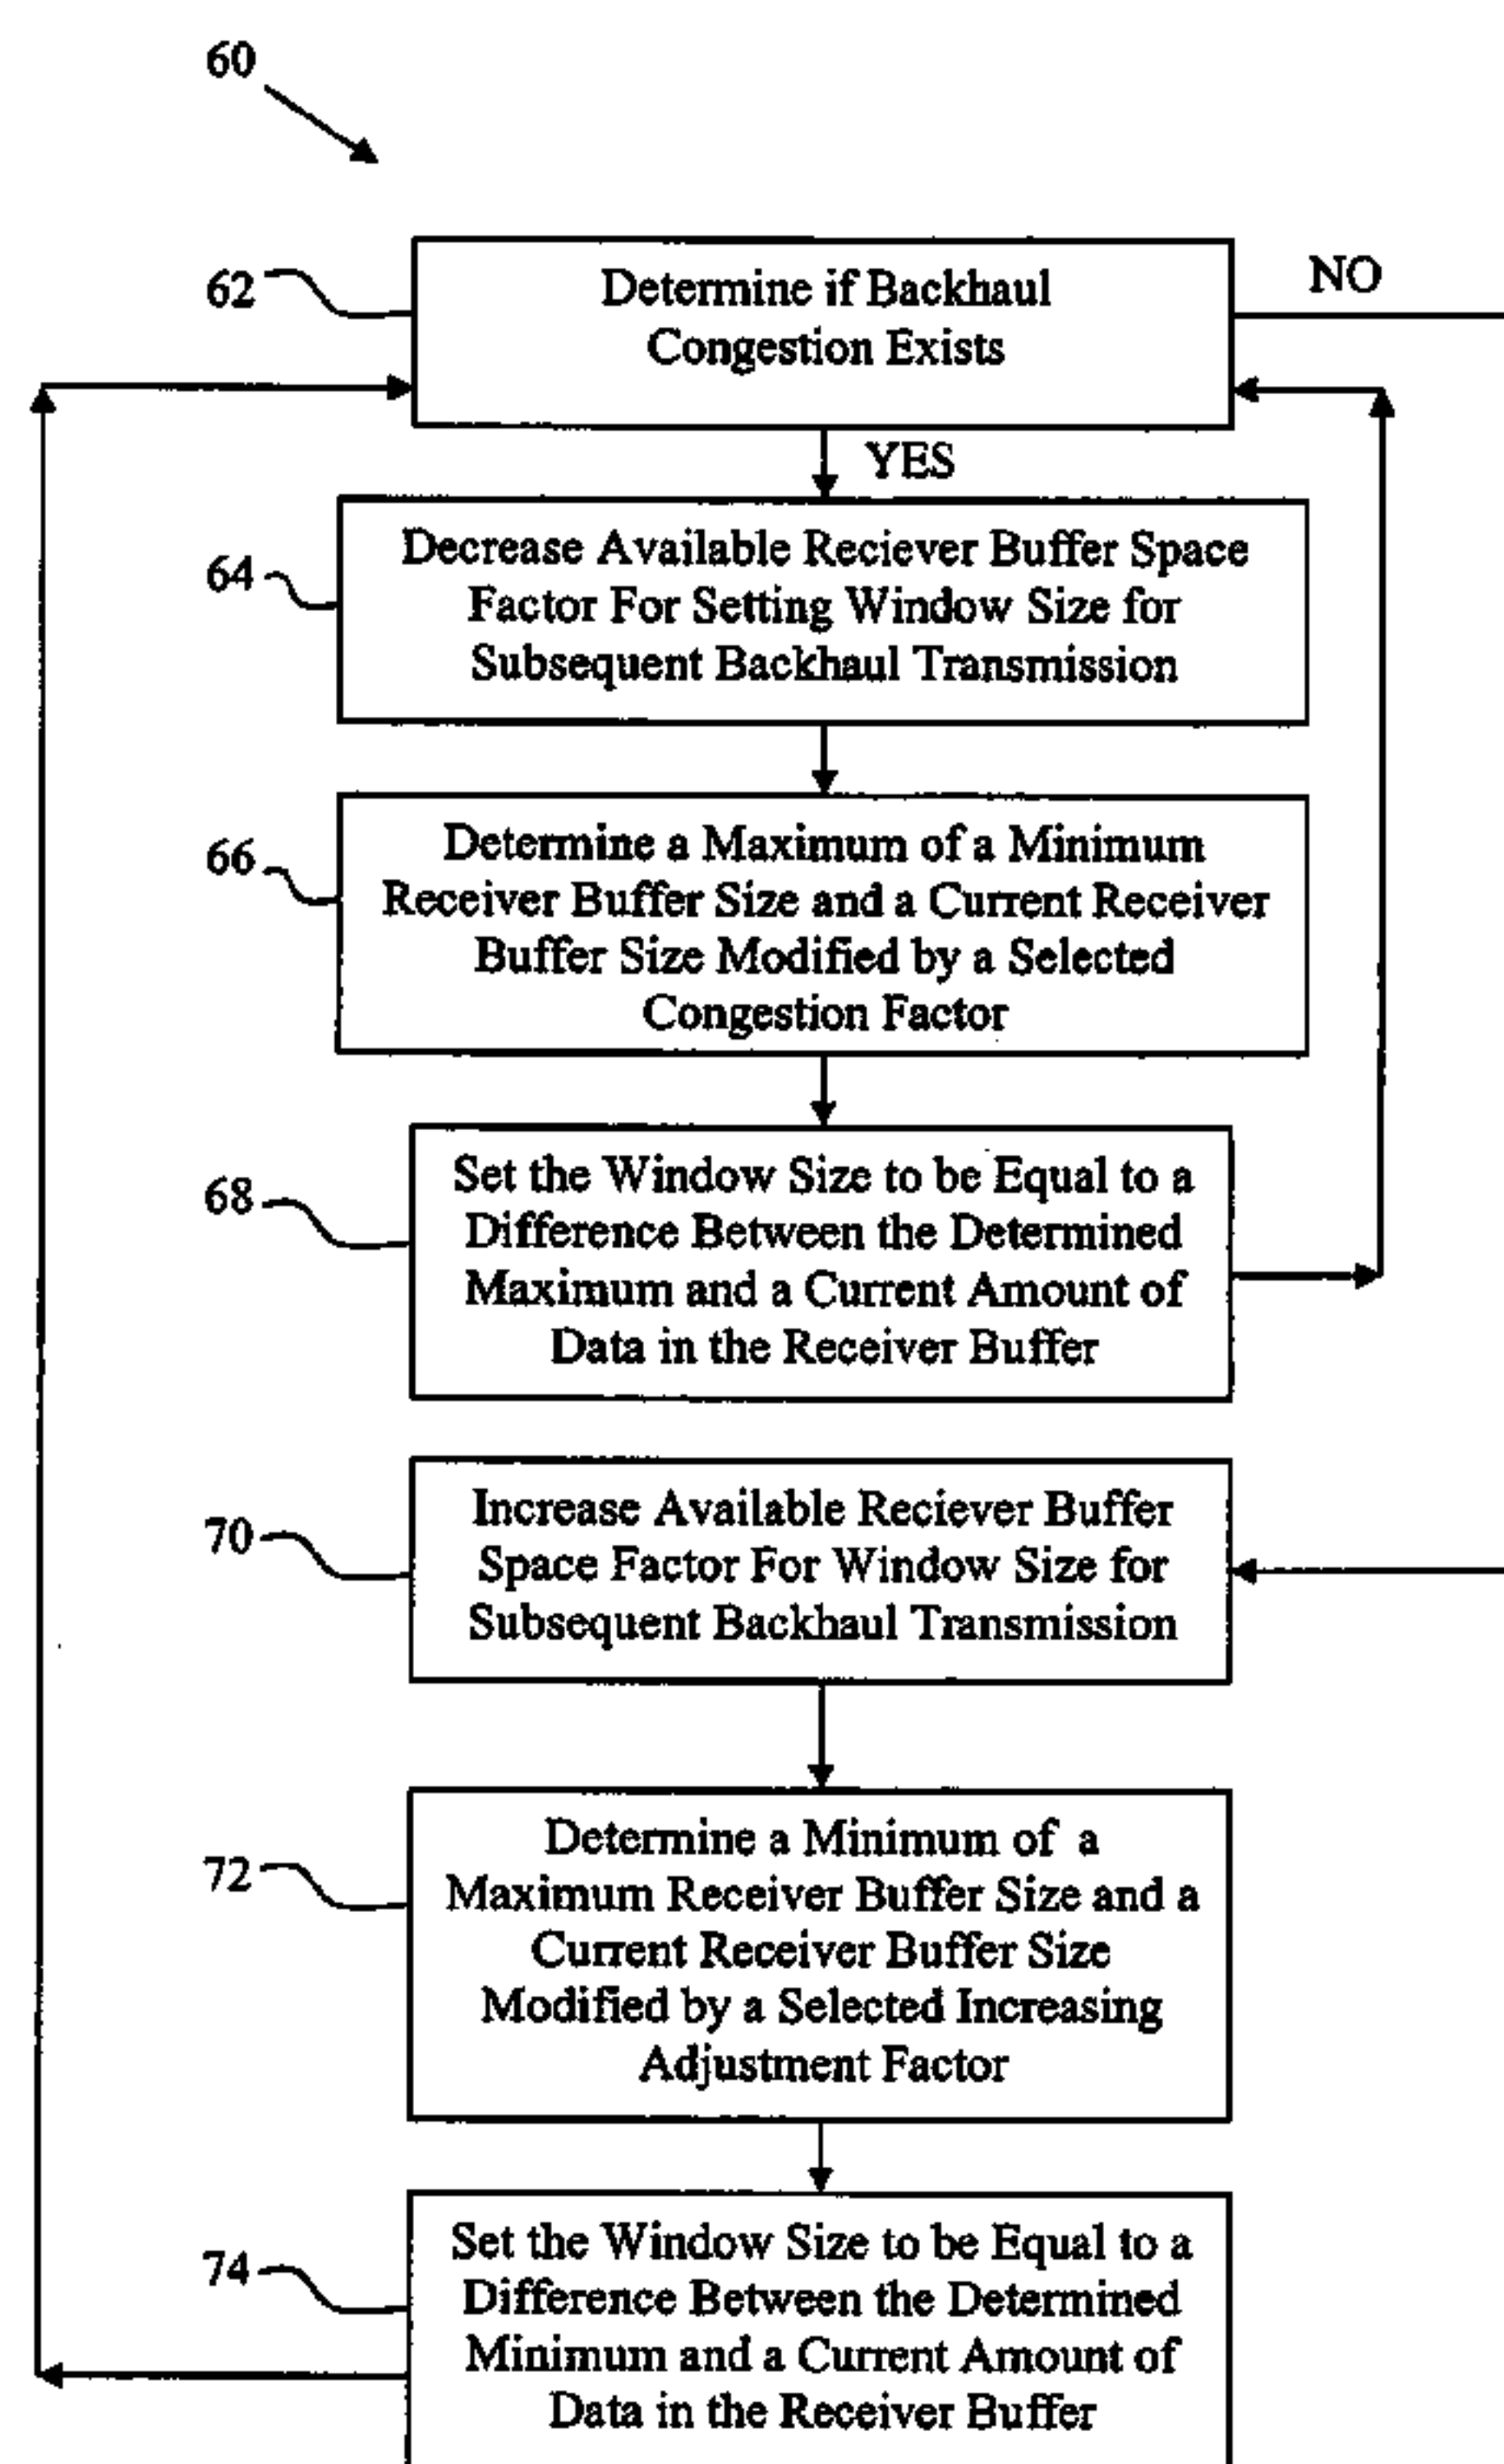 60
62
Determine if Backhaul
Congestion Exists
NO
YES
64
Decrease Available Reciever Buffer Space
Factor For Setting Window Size for
Subsequent Backhaul Transmission
66
Determine a Maximum of a Minimum
Receiver Buffer Size and a Current Receiver
Buffer Size Modified by a Selected
Congestion Factor
68
Set the Window Size to be Equal to a
Difference Between the Determined
Maximum and a Current Amount of
Data in the Receiver Buffer
70
Increase Available Reciever Buffer
Space Factor For Window Size for
Subsequent Backhaul Transmission
72
Determine a Minimum of a
Maximum Receiver Buffer Size and a
Current Receiver Buffer Size
Modified by a Selected Increasing
Adjustment Factor
74
Set the Window Size to be Equal to a
Difference Between the Determined
Minimum and a Current Amount of
Data in the Receiver Buffer